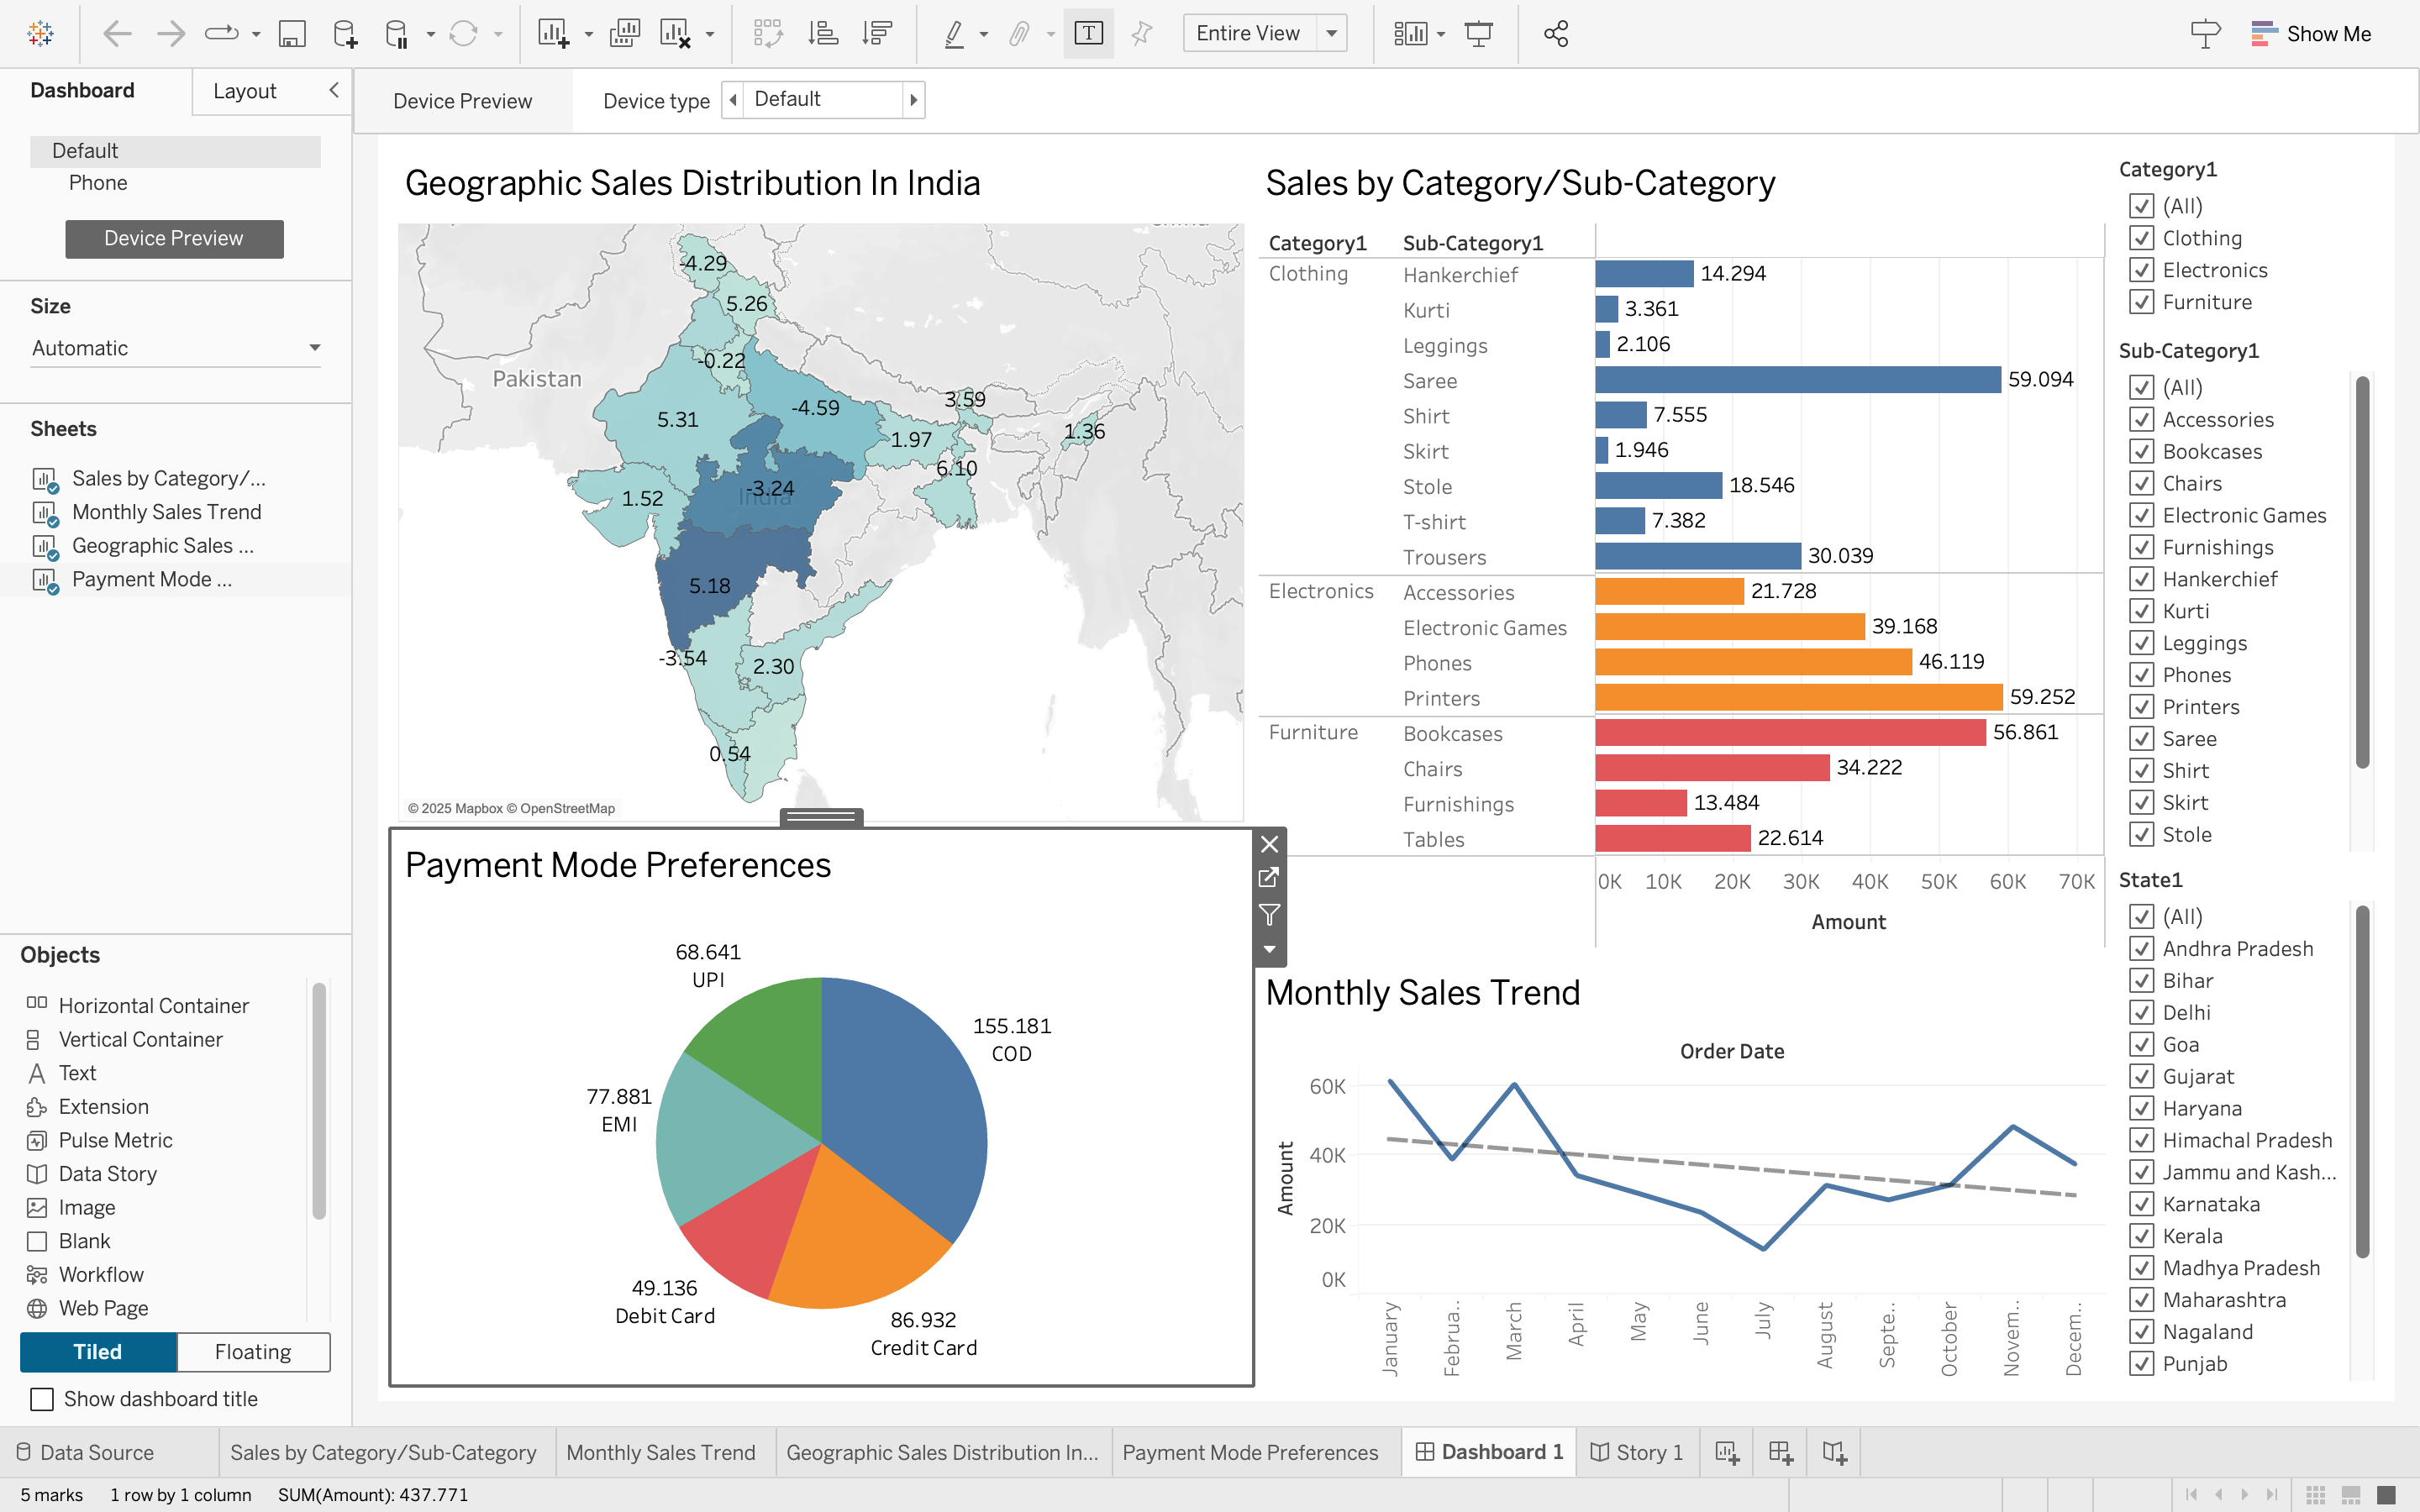 Entire View
Show Me
Dashboard
Layout
Device Preview
Device type
Default
Default
Phone
Device Preview
Size
Automatic
Sheets
Sales by Category/...
Monthly Sales Trend
Geographic Sales ...
Payment Mode ...
Objects
Horizontal Container
Vertical Container
Text
Extension
Pulse Metric
Data Story
Image
Blank
Workflow
Web Page
Tiled
Floating
Show dashboard title
Geographic Sales Distribution In India
-4.29
5.26
-0.22
Pakistan
5.31
-4.59
3.59
1.97
1.36
6.10
1.52
India
-3.24
5.18
-3.54
2.30
0.54
© 2025 Mapbox © OpenStreetMap
Payment Mode Preferences
68.641
UPI
155.181
COD
77.881
EMI
49.136
Debit Card
86.932
Credit Card
Sales by Category/Sub-Category
Category1 Sub-Category1
Clothing Hankerchief 14.294
Kurti 3.361
Leggings 2.106
Saree 59.094
Shirt 7.555
Skirt 1.946
Stole 18.546
T-shirt 7.382
Trousers 30.039
Electronics Accessories 21.728
Electronic Games 39.168
Phones 46.119
Printers 59.252
Furniture Bookcases 56.861
Chairs 34.222
Furnishings 13.484
Tables 22.614
0K 10K 20K 30K 40K 50K 60K 70K
Amount
Monthly Sales Trend
Order Date
60K
40K
20K
0K
Amount
January
Februa..
March
April
May
June
July
August
Septe..
October
Novem..
Decem..
Category1
(All)
Clothing
Electronics
Furniture
Sub-Category1
(All)
Accessories
Bookcases
Chairs
Electronic Games
Furnishings
Hankerchief
Kurti
Leggings
Phones
Printers
Saree
Shirt
Skirt
Stole
State1
(All)
Andhra Pradesh
Bihar
Delhi
Goa
Gujarat
Haryana
Himachal Pradesh
Jammu and Kash...
Karnataka
Kerala
Madhya Pradesh
Maharashtra
Nagaland
Punjab
Data Source
Sales by Category/Sub-Category
Monthly Sales Trend
Geographic Sales Distribution In...
Payment Mode Preferences
Dashboard 1
Story 1
5 marks 1 row by 1 column SUM(Amount): 437.771